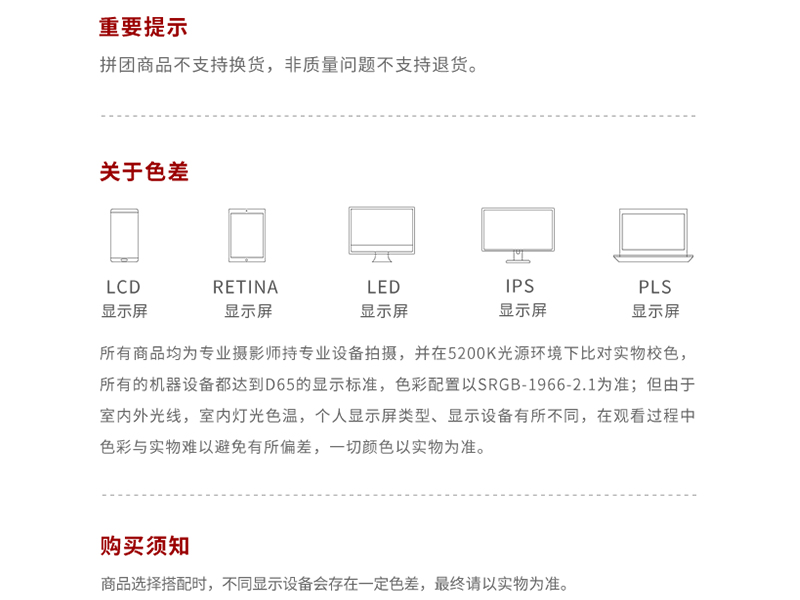 重要提示
拼团商品不支持换货，非质量问题不支持退货。
关于色差
LCD RETINA LED IPS PLS
显示屏 显示屏 显示屏 显示屏 显示屏
所有商品均为专业摄影师持专业设备拍摄，并在5200K光源环境下比对实物校色，
所有的机器设备都达到D65的显示标准，色彩配置以SRGB-1966-2.1为准；但由于
室内外光线，室内灯光色温，个人显示屏类型、显示设备有所不同，在观看过程中
色彩与实物难以避免有所偏差，一切颜色以实物为准。
购买须知
商品选择搭配时，不同显示设备会存在一定色差，最终请以实物为准。